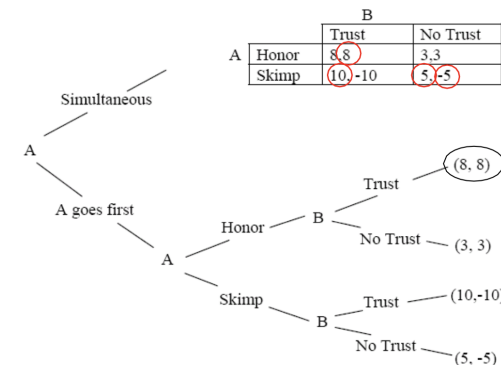 B
Trust No Trust
A Honor 8,8 3,3
Skimp 10, -10 5, -5
Simultaneous
A
A goes first
A
Honor
Skimp
B
Trust (8, 8)
No Trust (3, 3)
B
Trust (10,-10)
No Trust (5, -5)